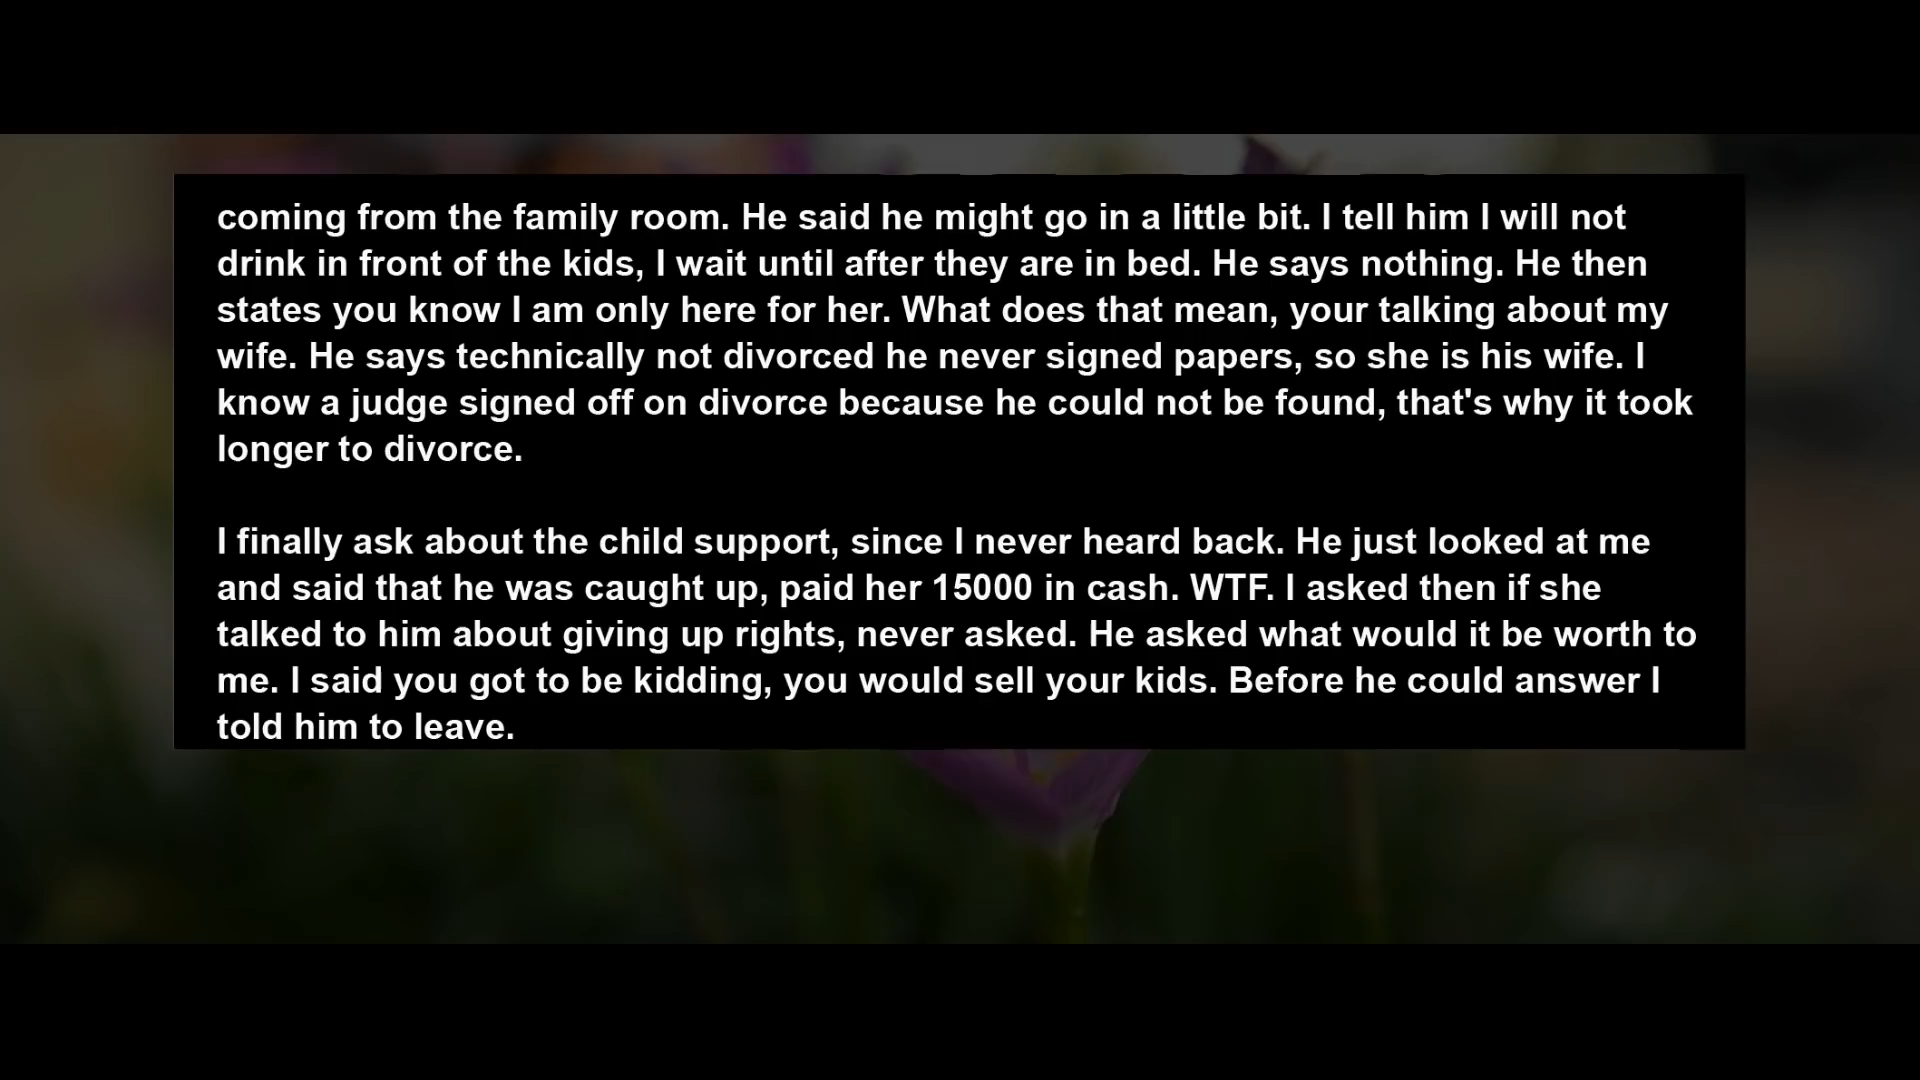 coming from the family room. He said he might go in a little bit. I tell him I will not
drink in front of the kids, I wait until after they are in bed. He says nothing. He then
states you know I am only here for her. What does that mean, your talking about my
wife. He says technically not divorced he never signed papers, so she is his wife. I
know a judge signed off on divorce because he could not be found, that's why it took
longer to divorce.
I finally ask about the child support, since I never heard back. He just looked at me
and said that he was caught up, paid her 15000 in cash. WTF. I asked then if she
talked to him about giving up rights, never asked. He asked what would it be worth to
me. I said you got to be kidding, you would sell your kids. Before he could answer I
told him to leave.